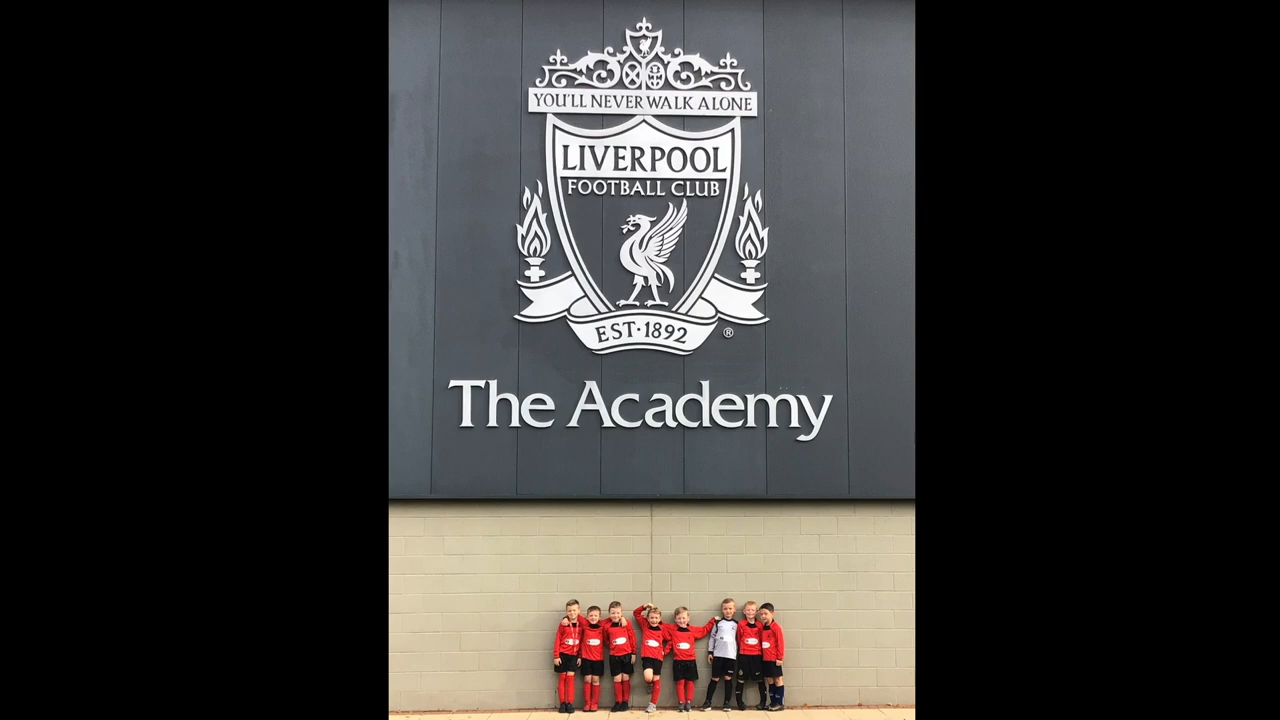 YOU'LL NEVER WALK ALONE
LIVERPOOL
FOOTBALL CLUB
EST·1892
®
The Academy